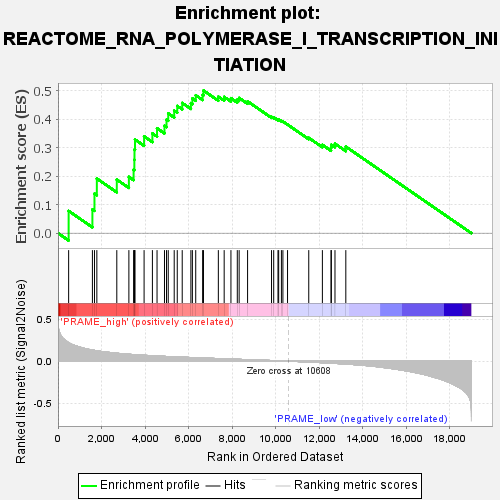 Enrichment plot:
REACTOME_RNA_POLYMERASE_I_TRANSCRIPTION_INI
TIATION
Enrichment score (ES)
0.5
0.4
0.3
0.2
0.1
0.0
Ranked list metric (Signal2Noise)
0.5
0.0
-0.5
'PRAME_high' (positively correlated)
Zero cross at 10608
'PRAME_low' (negatively correlated)
0 2,000 4,000 6,000 8,000 10,000 12,000 14,000 16,000 18,000
Rank in Ordered Dataset
Enrichment profile Hits Ranking metric scores